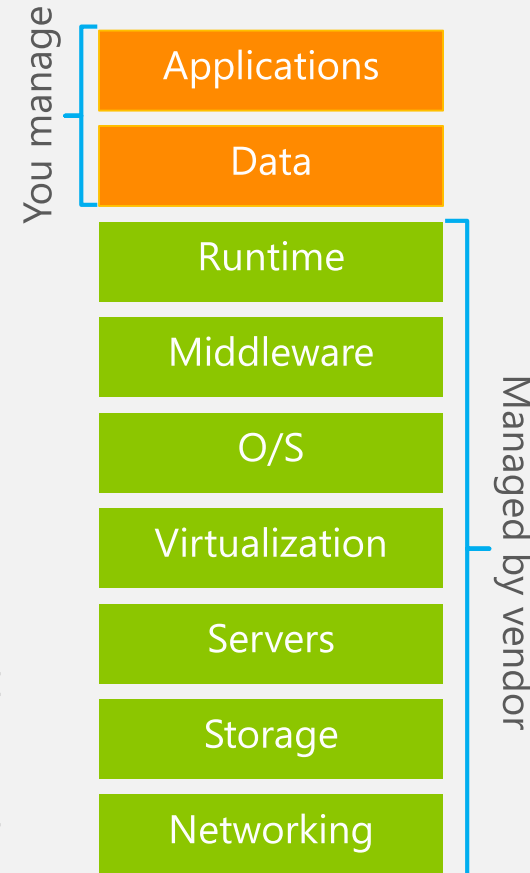 You manage
Applications
Data
Runtime
Middleware
O/S
Virtualization
Servers
Storage
Networking
Managed by vendor